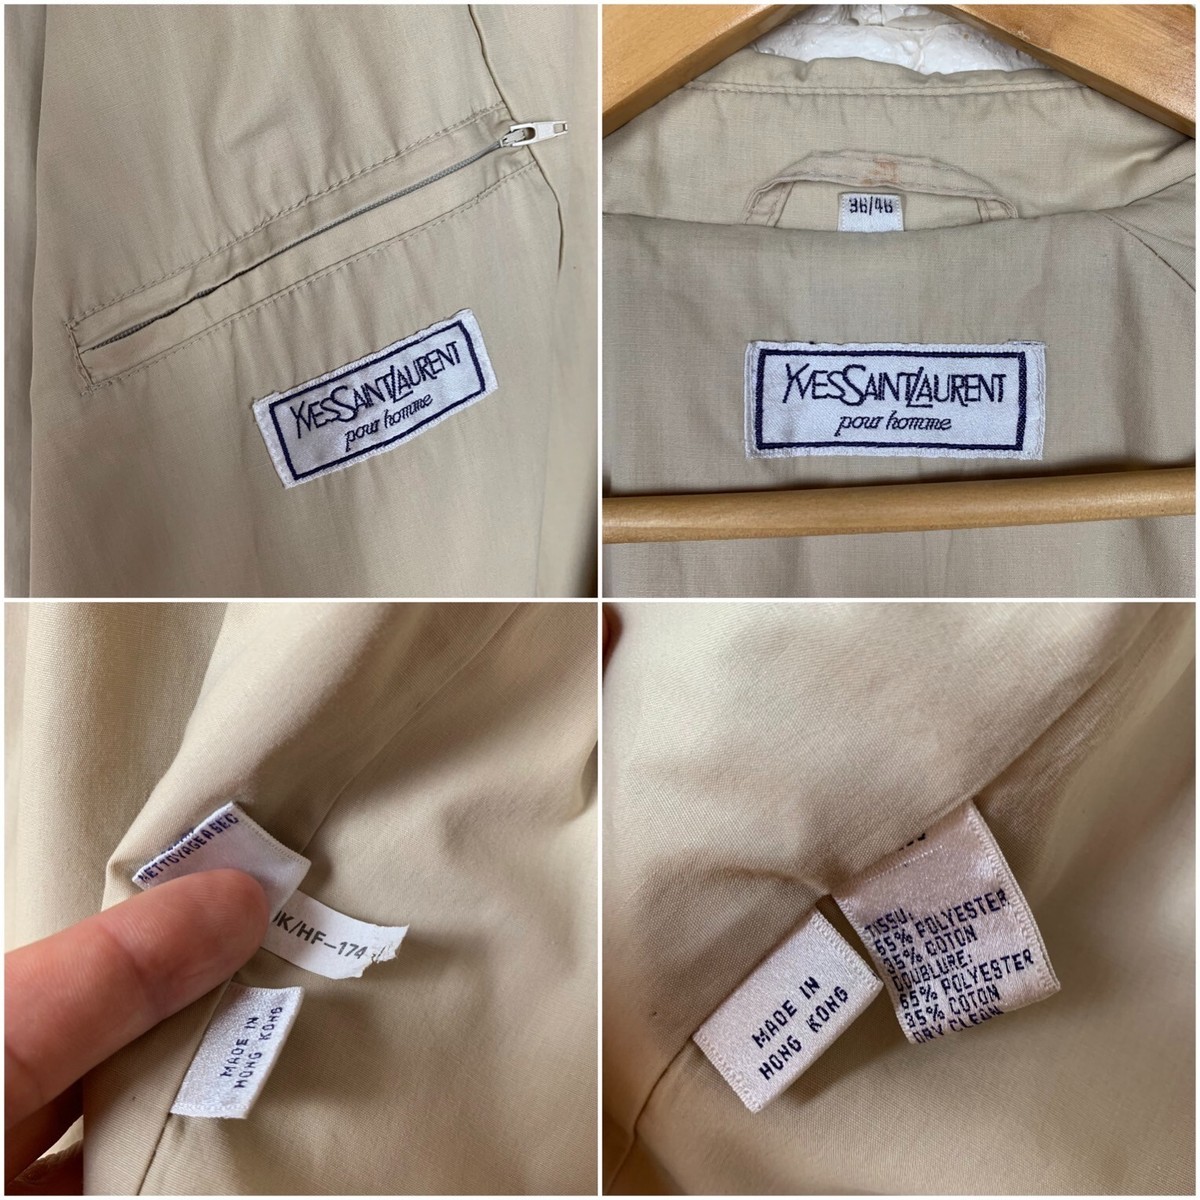 YVESSAINTLAURENT
pour homme
36/46
YVESSAINTLAURENT
pour homme
NETTOYAGE A SEC
K/HF-174
MADE IN
HONG KONG
TISSU:
65% POLYESTER
35% COTON
DOUBLURE:
65% POLYESTER
35% COTON
DRY CLEAN
MADE IN
HONG KONG